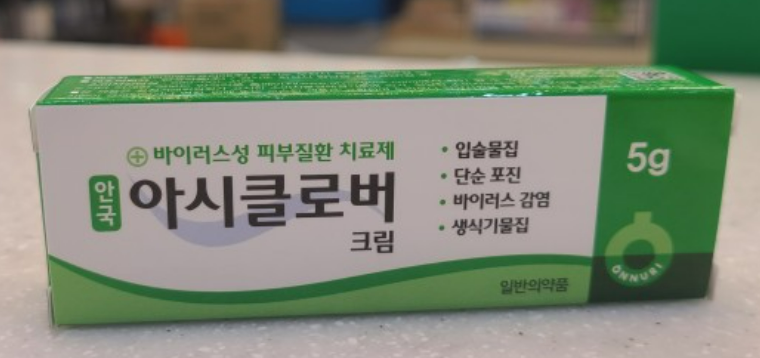 바이러스성 피부질환 치료제
안국
아시클로버
크림
• 입술물집
• 단순 포진
• 바이러스 감염
• 생식기물집
5g
ONNURI
일반의약품